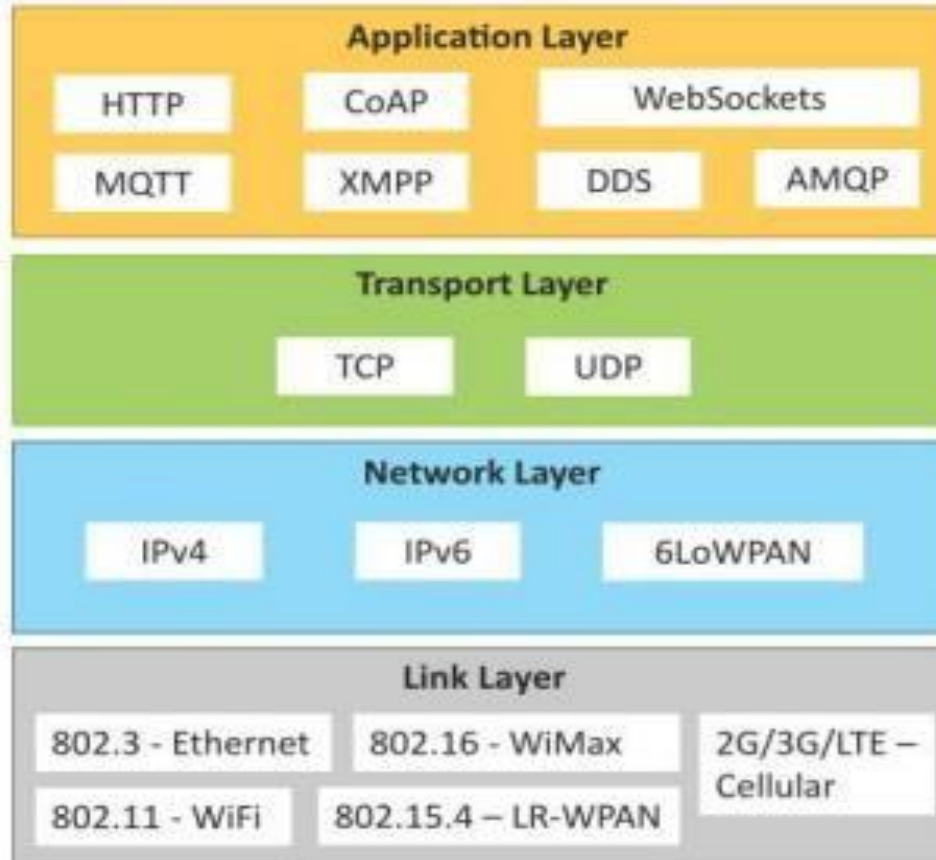 Application Layer
HTTP
CoAP
WebSockets
MQTT
XMPP
DDS
AMQP
Transport Layer
TCP
UDP
Network Layer
IPv4
IPv6
6LoWPAN
Link Layer
802.3 - Ethernet
802.16 - WiMax
2G/3G/LTE –
Cellular
802.11 - WiFi
802.15.4 – LR-WPAN